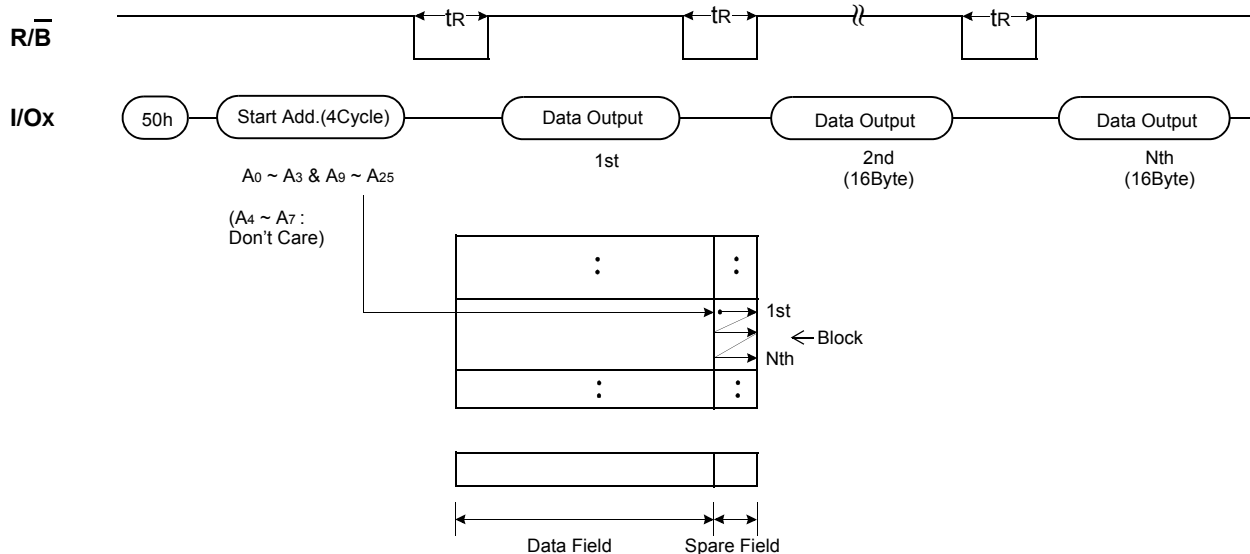 tR
tR
tR
R/B
I/Ox
50h
Start Add.(4Cycle)
Data Output
Data Output
Data Output
1st
2nd
(16Byte)
Nth
(16Byte)
A0 ~ A3 & A9 ~ A25
(A4 ~ A7 :
Don't Care)
1st
Block
Nth
Data Field
Spare Field